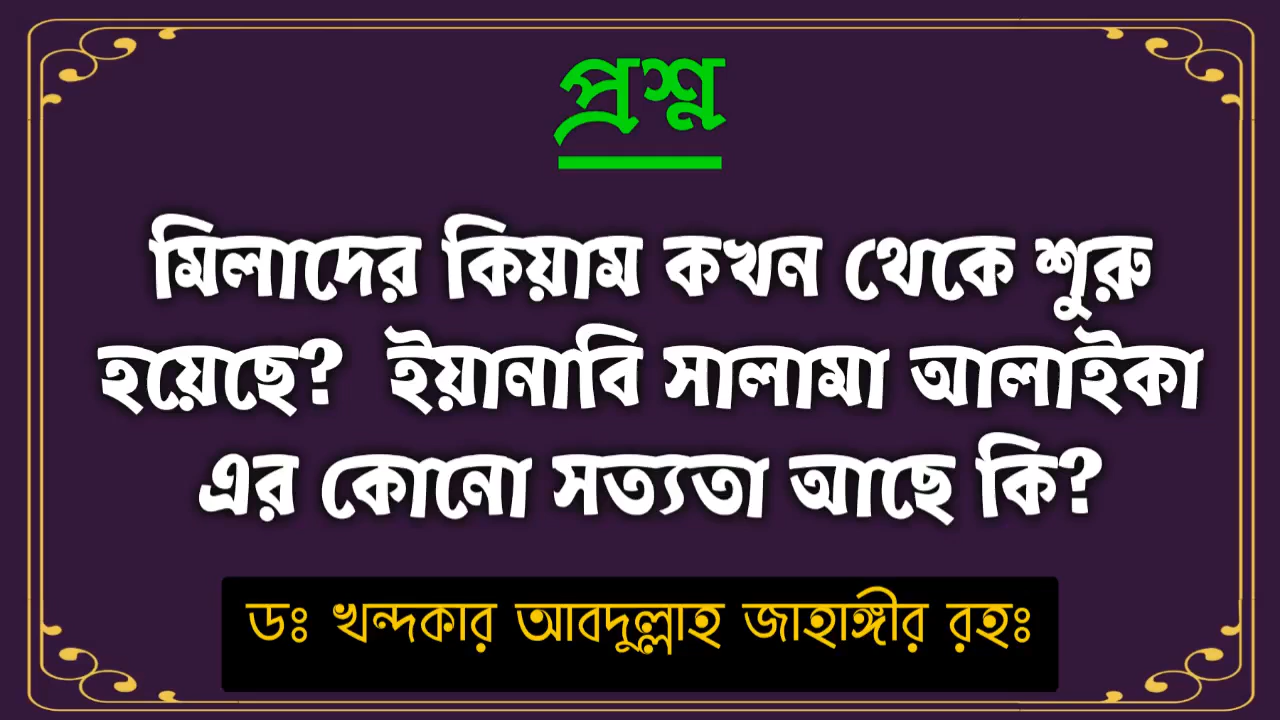 প্রশ্ন
মিলাদের কিয়াম কখন থেকে শুরু
হয়েছে? ইয়ানাবি সালামা আলাইকা
এর কোনো সত্যতা আছে কি?
ডঃ খন্দকার আবদুল্লাহ জাহাঙ্গীর রহঃ